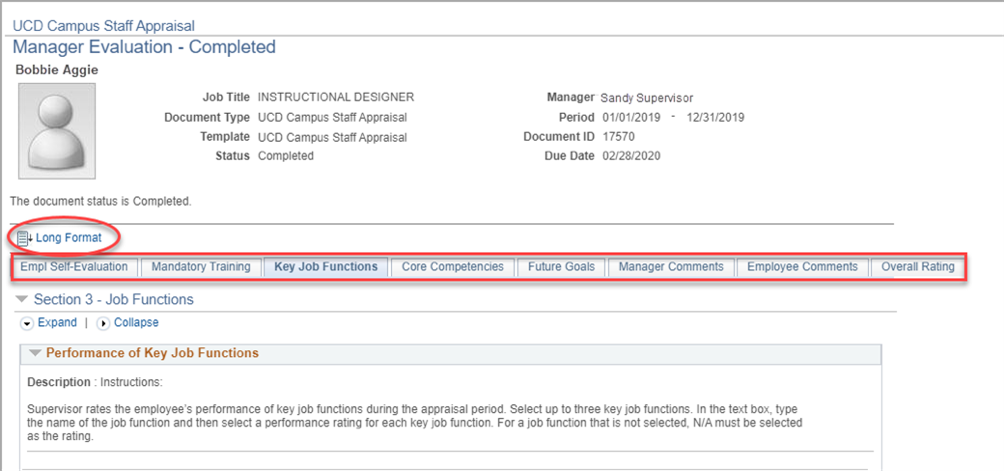 UCD Campus Staff Appraisal
Manager Evaluation - Completed
Bobbie Aggie
Job Title INSTRUCTIONAL DESIGNER Manager Sandy Supervisor
Document Type UCD Campus Staff Appraisal Period 01/01/2019 - 12/31/2019
Template UCD Campus Staff Appraisal Document ID 17570
Status Completed Due Date 02/28/2020
The document status is Completed.
Long Format
Empl Self-Evaluation Mandatory Training Key Job Functions Core Competencies Future Goals Manager Comments Employee Comments Overall Rating
Section 3 - Job Functions
Expand | Collapse
Performance of Key Job Functions
Description : Instructions:
Supervisor rates the employee's performance of key job functions during the appraisal period. Select up to three key job functions. In the text box, type
the name of the job function and then select a performance rating for each key job function. For a job function that is not selected, N/A must be selected
as the rating.